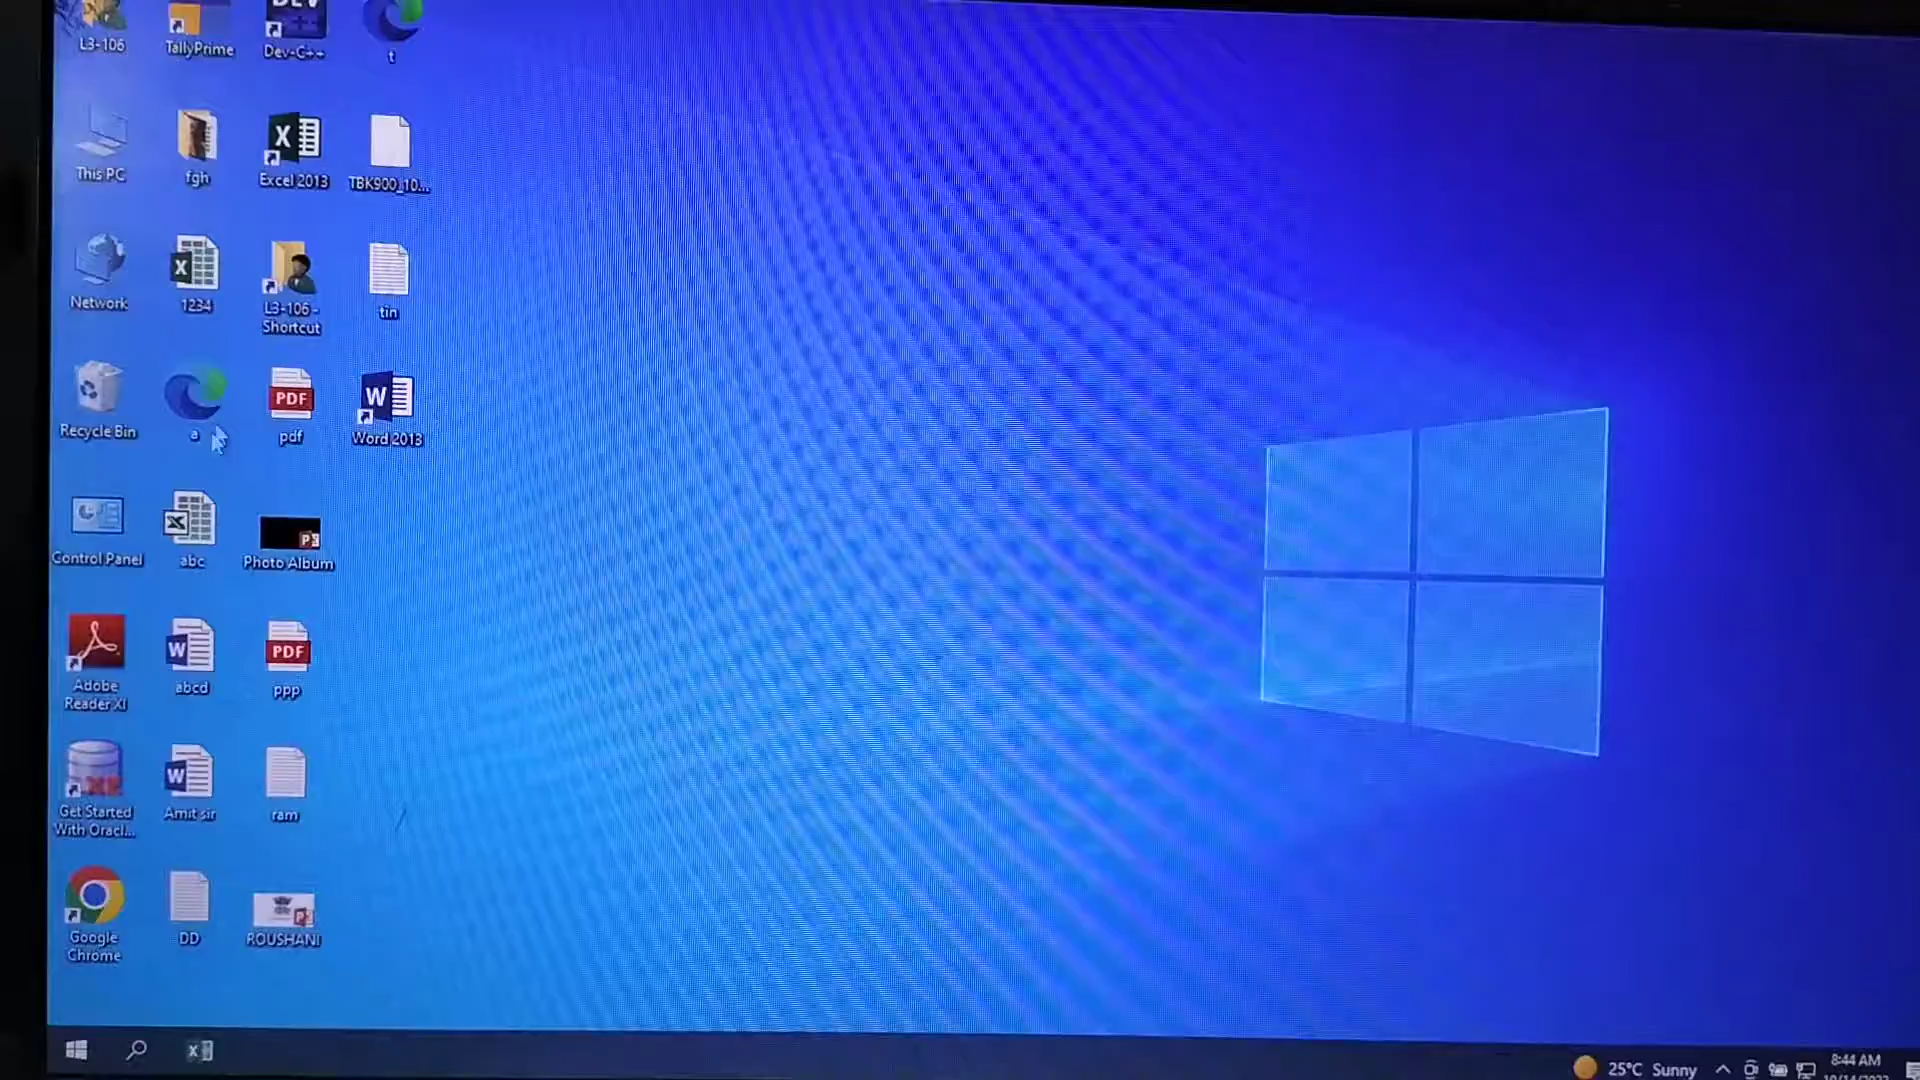 L3-106
TallyPrime
Dev-C++
t
This PC
fgh
Excel 2013
TBK900_10...
Network
1234
L3-106 -
Shortcut
tin
Recycle Bin
a
pdf
Word 2013
Control Panel
abc
Photo Album
Adobe
Reader XI
abcd
ppp
Get Started
With Oracl...
Amit sir
ram
Google
Chrome
DD
ROUSHANI
PDF
PDF
25°C Sunny
8:44 AM